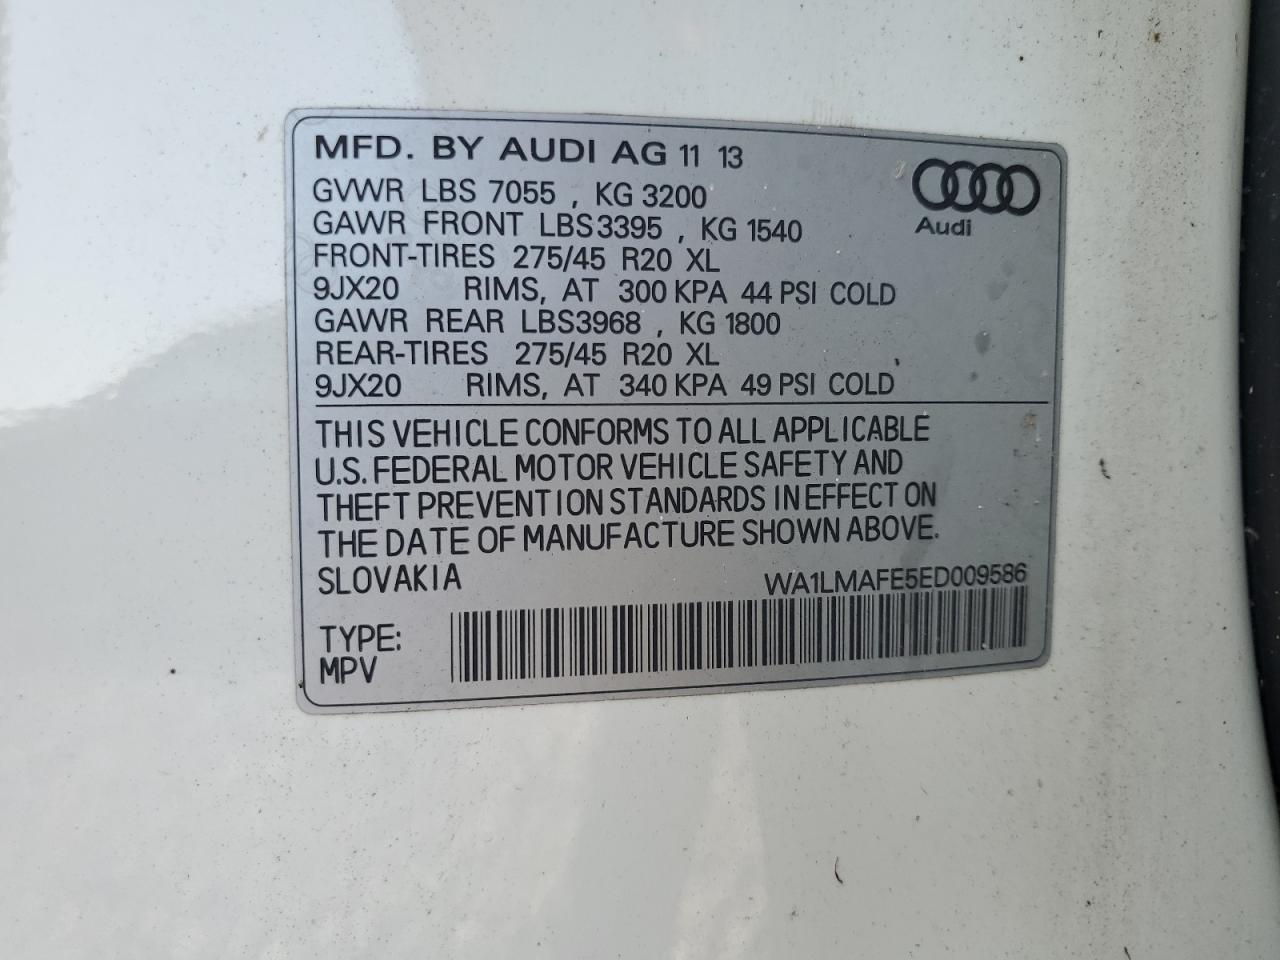 MFD. BY AUDI AG 11 13
GVWR LBS 7055 , KG 3200
GAWR FRONT LBS3395 , KG 1540
FRONT-TIRES 275/45 R20 XL
9JX20 RIMS, AT 300 KPA 44 PSI COLD
GAWR REAR LBS3968 , KG 1800
REAR-TIRES 275/45 R20 XL
9JX20 RIMS, AT 340 KPA 49 PSI COLD
Audi
THIS VEHICLE CONFORMS TO ALL APPLICABLE
U.S. FEDERAL MOTOR VEHICLE SAFETY AND
THEFT PREVENTION STANDARDS IN EFFECT ON
THE DATE OF MANUFACTURE SHOWN ABOVE.
SLOVAKIA WA1LMAFE5ED009586
TYPE:
MPV